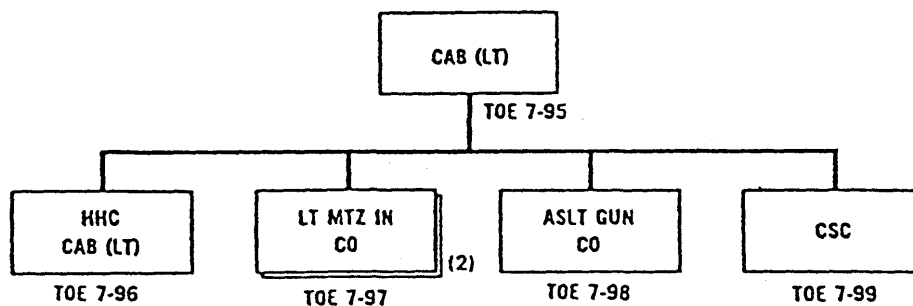 CAB (LT)
TOE 7-95
HHC
CAB (LT)
TOE 7-96
LT MTZ IN
CO
(2)
TOE 7-97
ASLT GUN
CO
TOE 7-98
CSC
TOE 7-99